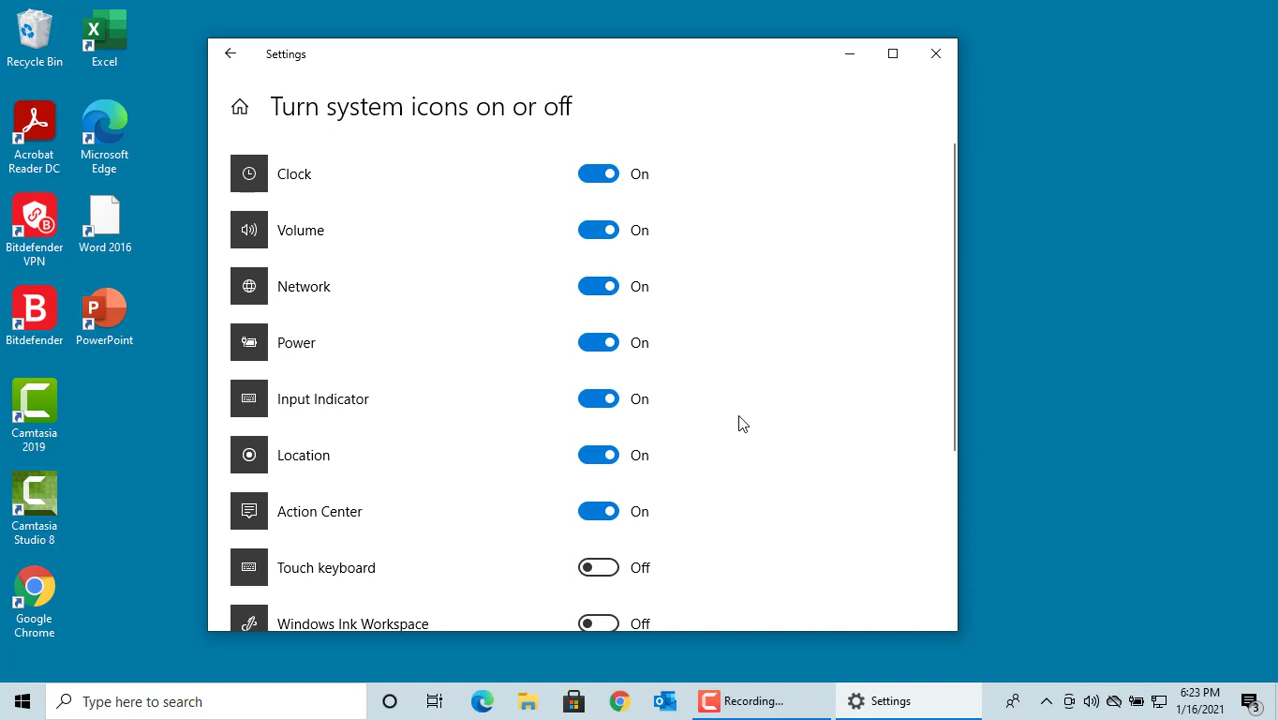 Recycle Bin
Excel
Acrobat
Reader DC
Microsoft
Edge
Bitdefender
VPN
Word 2016
Bitdefender
PowerPoint
Camtasia
2019
Camtasia
Studio 8
Google
Chrome
Settings
Turn system icons on or off
Clock
On
Volume
On
Network
On
Power
On
Input Indicator
On
Location
On
Action Center
On
Touch keyboard
Off
Windows Ink Workspace
Off
Type here to search
Recording...
Settings
6:23 PM
1/16/2021
3